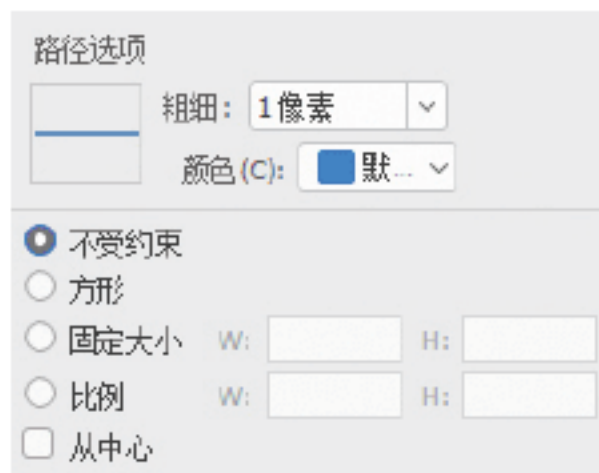 路径选项
粗细: 1 像素
颜色(C): 默...
不受约束
方形
固定大小 W: H:
比例 W: H:
从中心